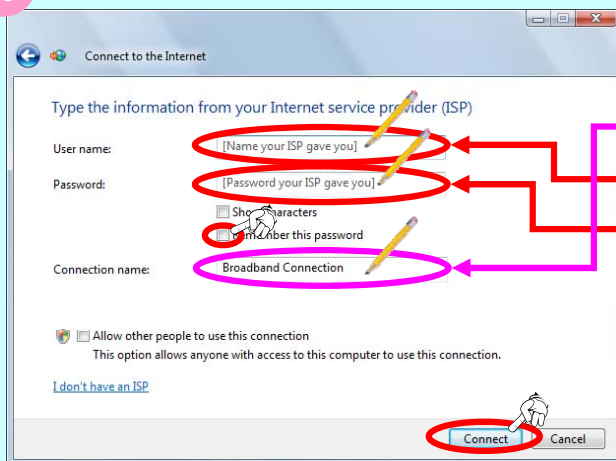 Connect to the Internet
Type the information from your Internet service provider (ISP)
User name:
[Name your ISP gave you]
Password:
[Password your ISP gave you]
Show characters
Remember this password
Connection name:
Broadband Connection
Allow other people to use this connection
This option allows anyone with access to this computer to use this connection.
I don't have an ISP
Connect
Cancel